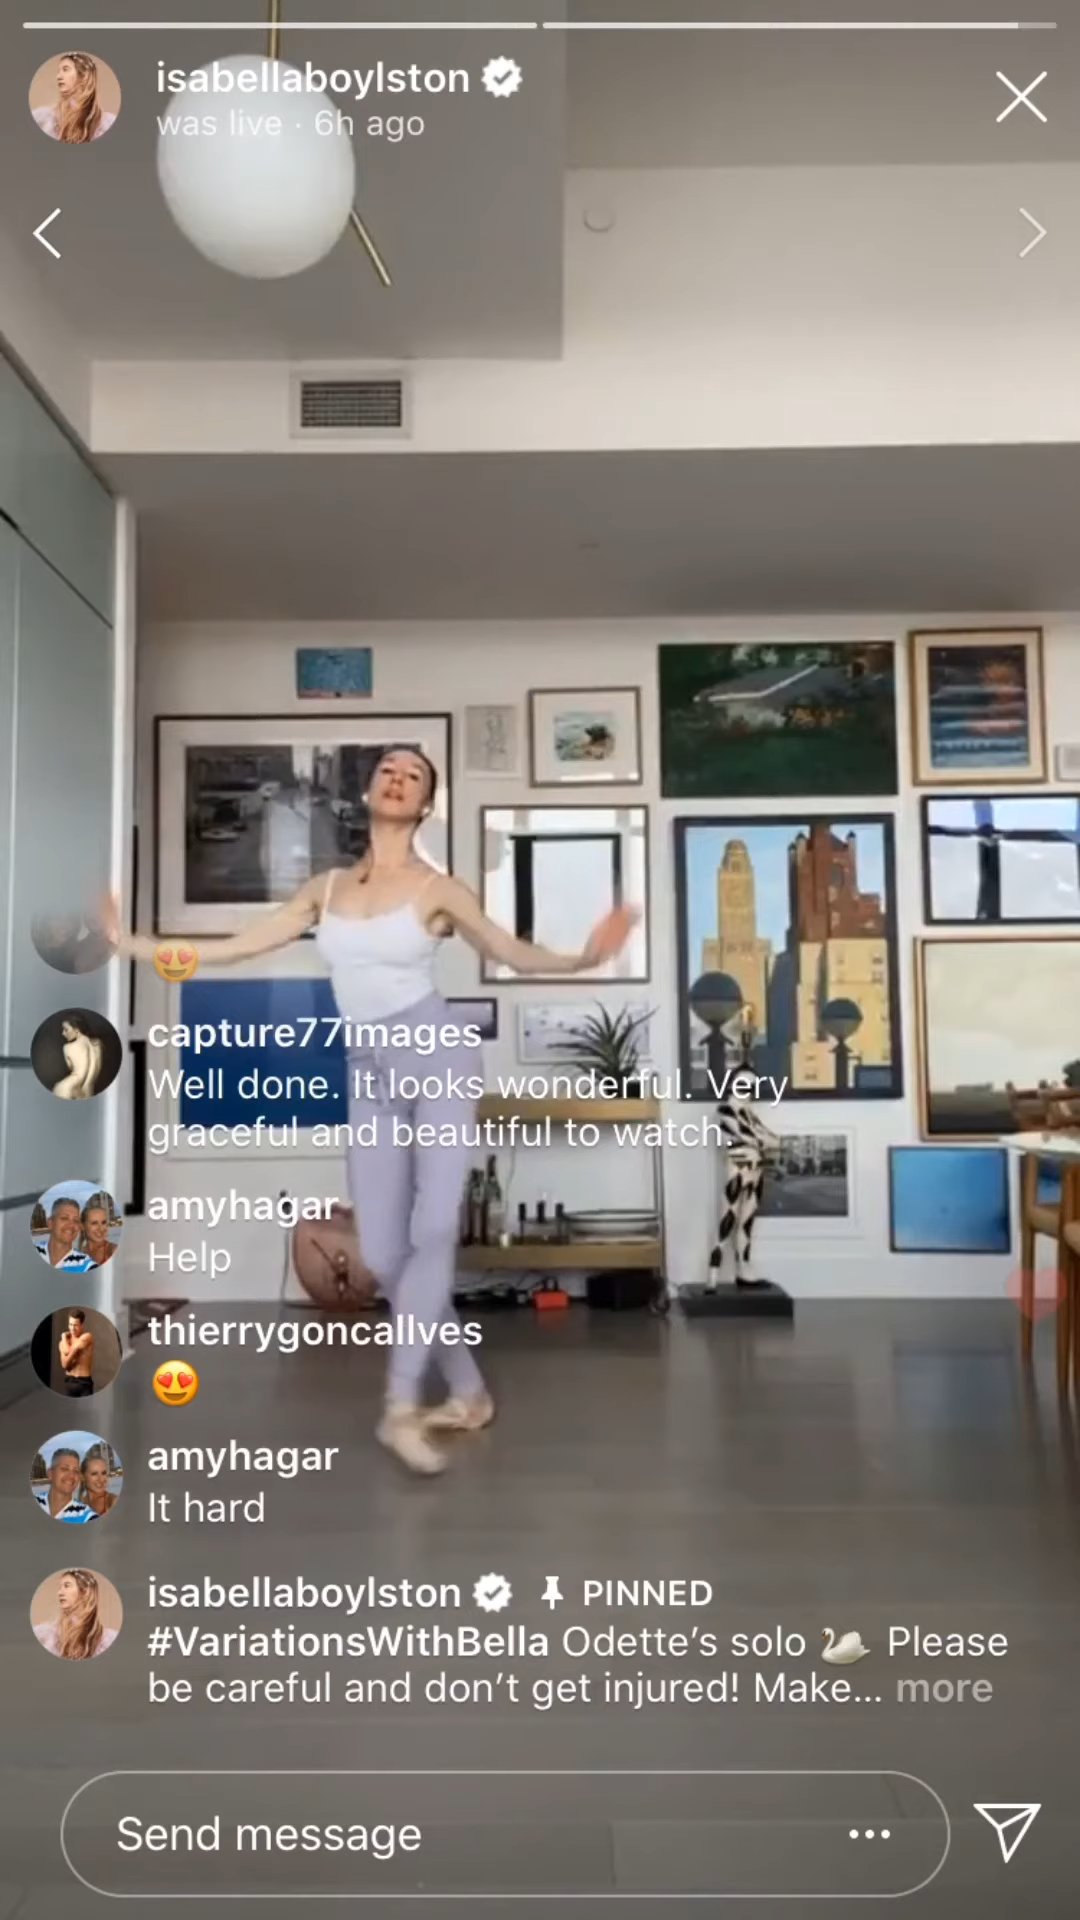 isabellaboylston
was live · 6h ago
😍
capture77images
Well done. It looks wonderful. Very
graceful and beautiful to watch.
amyhagar
Help
thierrygoncallves
😍
amyhagar
It hard
isabellaboylston PINNED
#VariationsWithBella Odette’s solo 🦢 Please
be careful and don’t get injured! Make... more
Send message